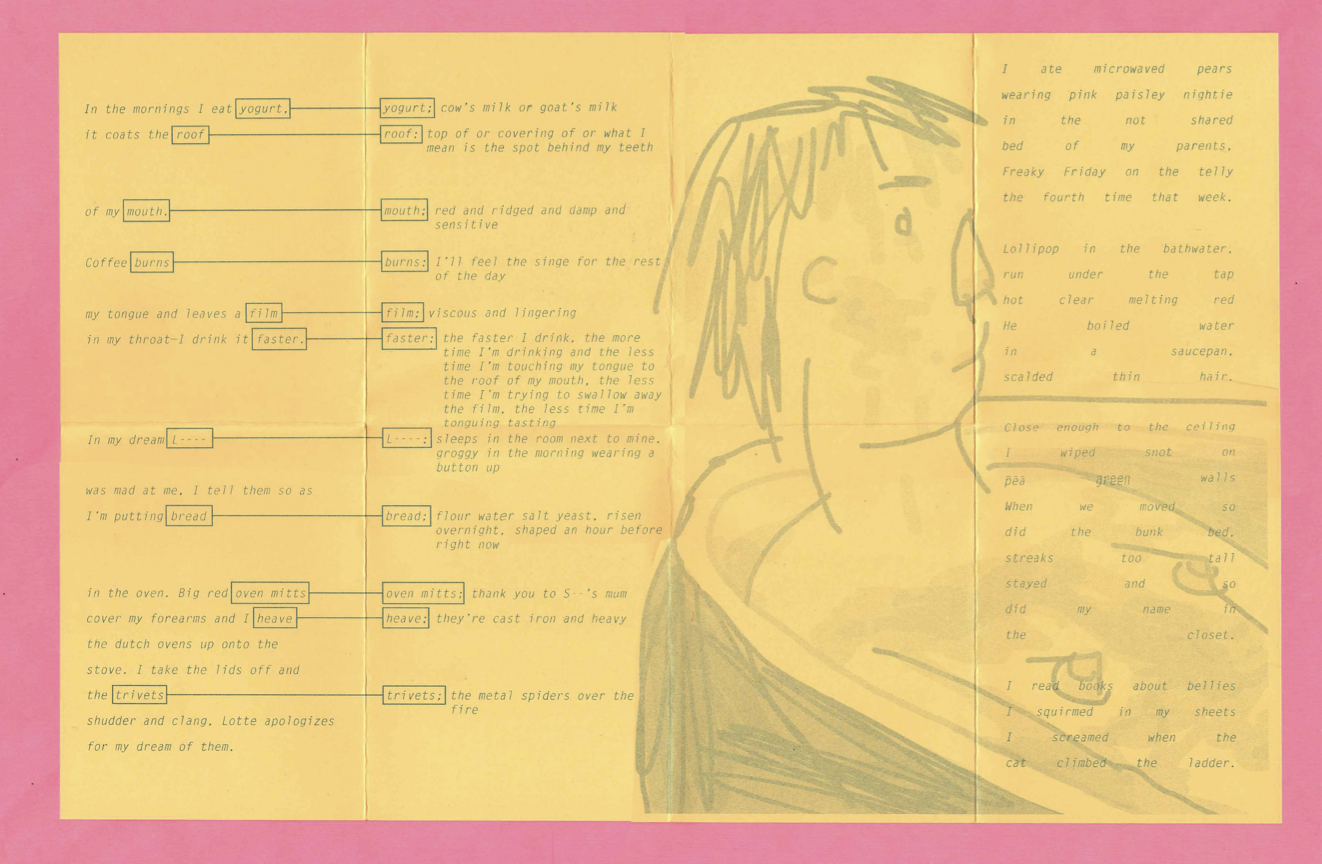 In the mornings I eat yogurt,
it coats the roof
of my mouth.
Coffee burns
my tongue and leaves a film
in my throat—I drink it faster.
In my dream L----
was mad at me, I tell them so as
I'm putting bread
in the oven. Big red oven mitts
cover my forearms and I heave
the dutch ovens up onto the
stove. I take the lids off and
the trivets
shudder and clang. Lotte apologizes
for my dream of them.
yogurt; cow's milk or goat's milk
roof; top of or covering of or what I
mean is the spot behind my teeth
mouth; red and ridged and damp and
sensitive
burns; I'll feel the singe for the rest
of the day
film; viscous and lingering
faster; the faster I drink, the more
time I'm drinking and the less
time I'm touching my tongue to
the roof of my mouth, the less
time I'm trying to swallow away
the film, the less time I'm
tonguing tasting
L----; sleeps in the room next to mine,
groggy in the morning wearing a
button up
bread; flour water salt yeast, risen
overnight, shaped an hour before
right now
oven mitts; thank you to S--'s mum
heave; they're cast iron and heavy
trivets; the metal spiders over the
fire
I ate microwaved pears
wearing pink paisley nightie
in the not shared
bed of my parents.
Freaky Friday on the telly
the fourth time that week.
Lollipop in the bathwater,
run under the tap
hot clear melting red
He boiled water
in a saucepan,
scalded thin hair.
Close enough to the ceiling
I wiped snot on
pea green walls
When we moved so
did the bunk bed,
streaks too tall
stayed and so
did my name in
the closet.
I read books about bellies
I squirmed in my sheets
I screamed when the
cat climbed the ladder.